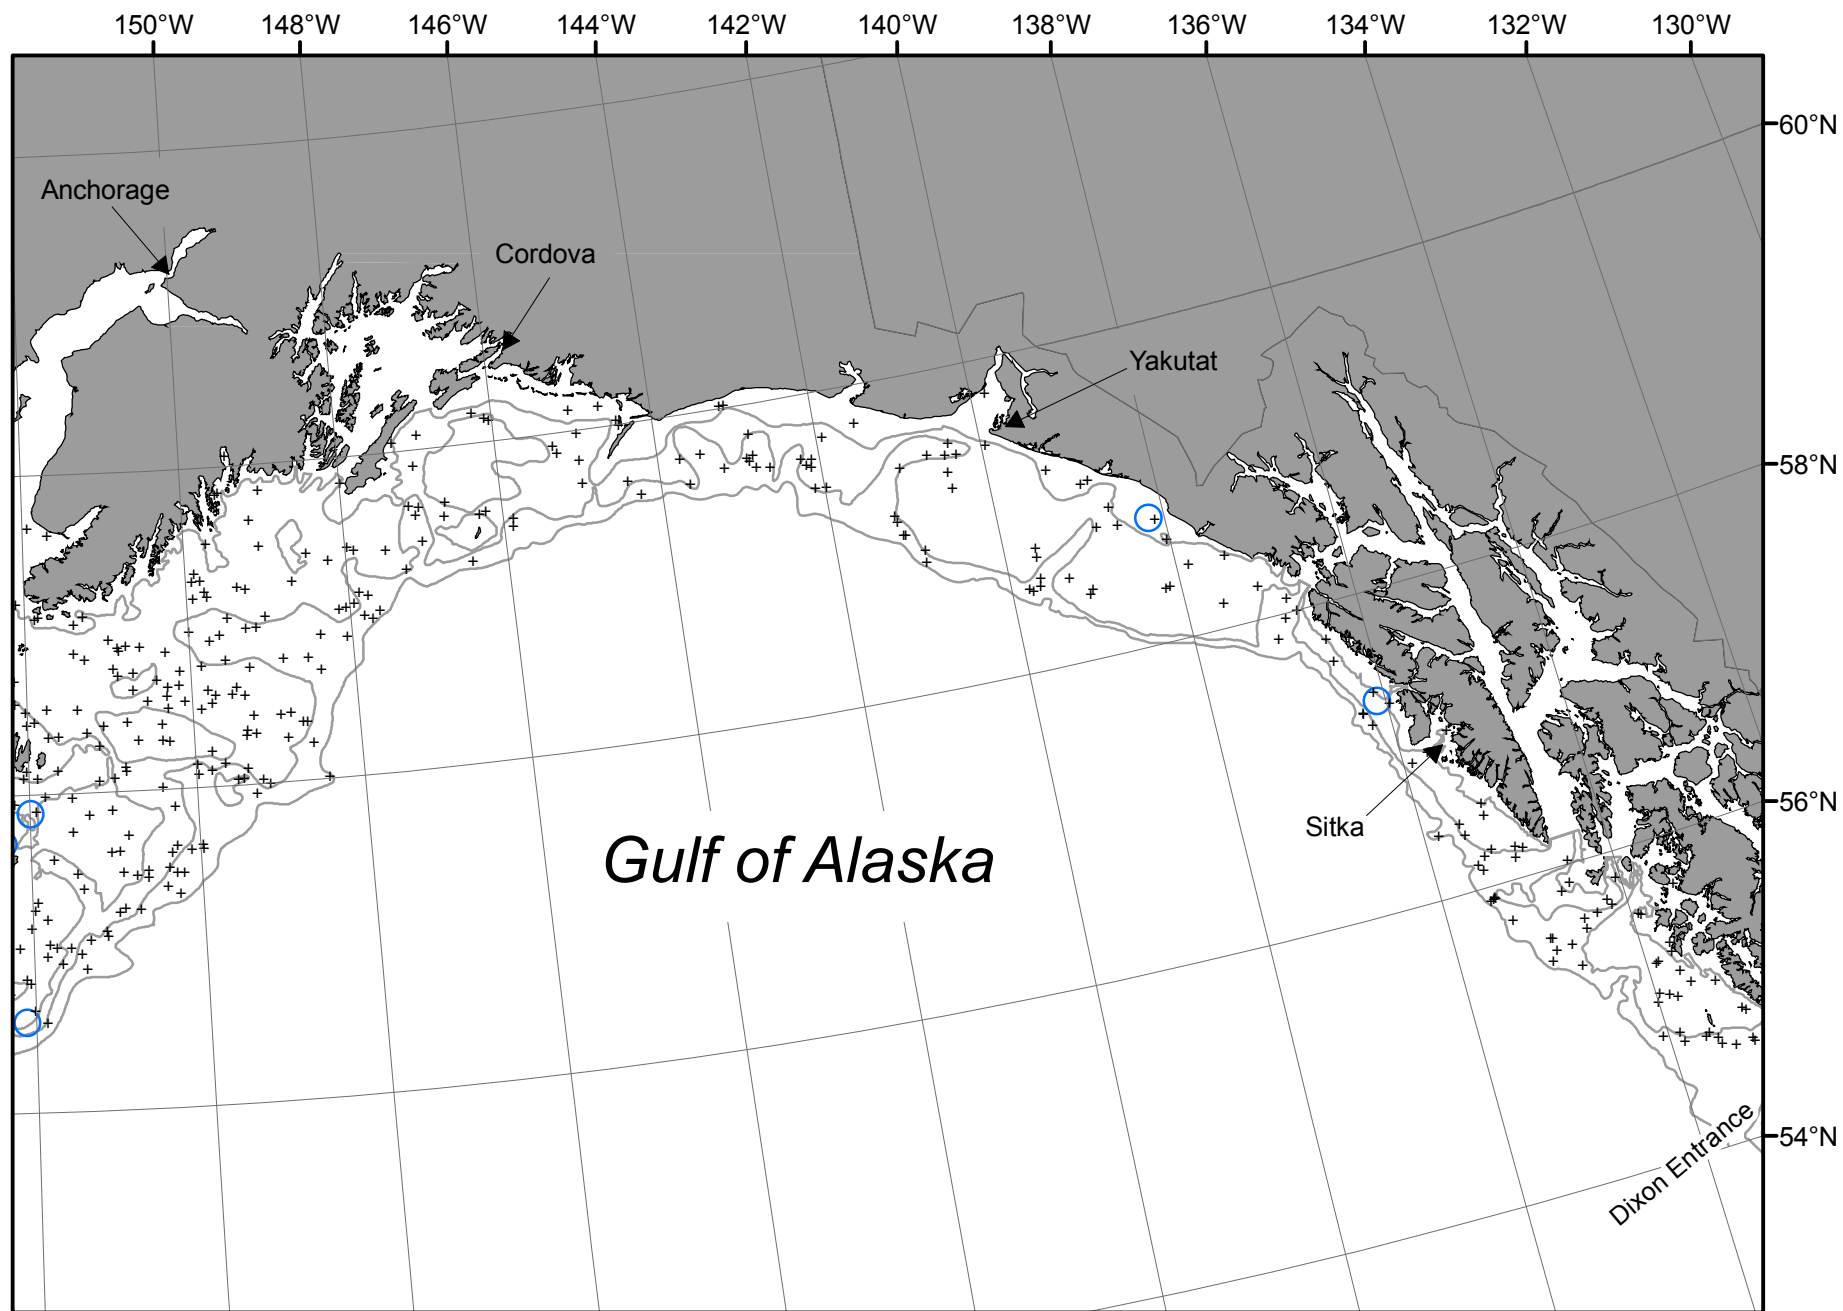 150°W 148°W 146°W 144°W 142°W 140°W 138°W 136°W 134°W 132°W 130°W
60°N
Anchorage
Cordova
Yakutat
58°N
56°N
Sitka
Gulf of Alaska
54°N
Dixon Entrance